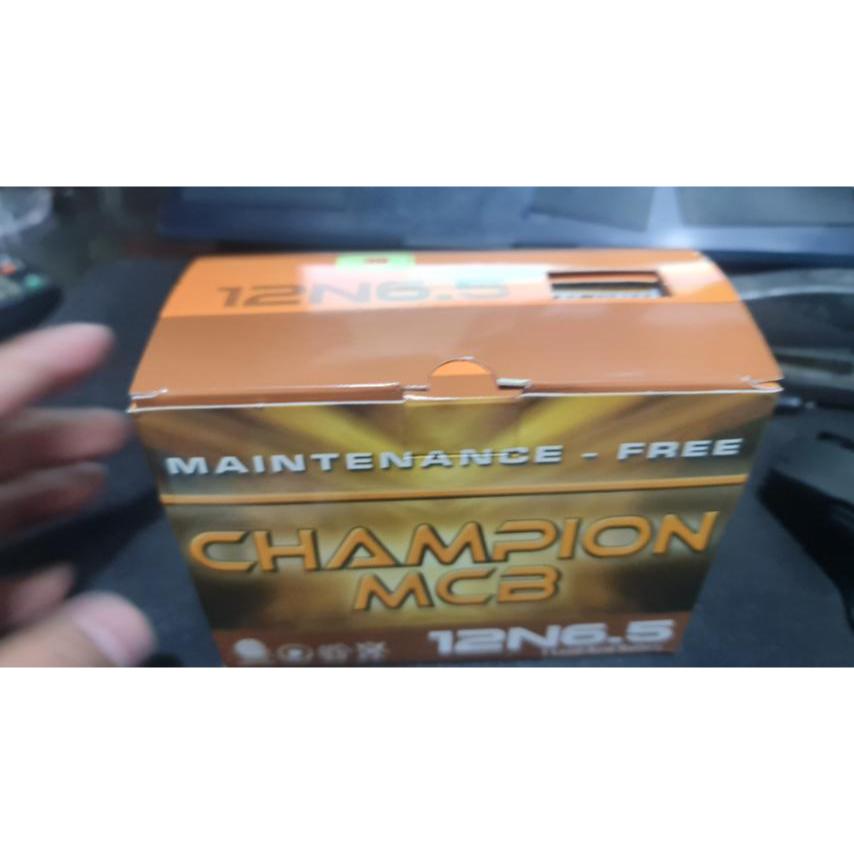 12N6.5
MAINTENANCE - FREE
CHAMPION
MCB
12N6.5